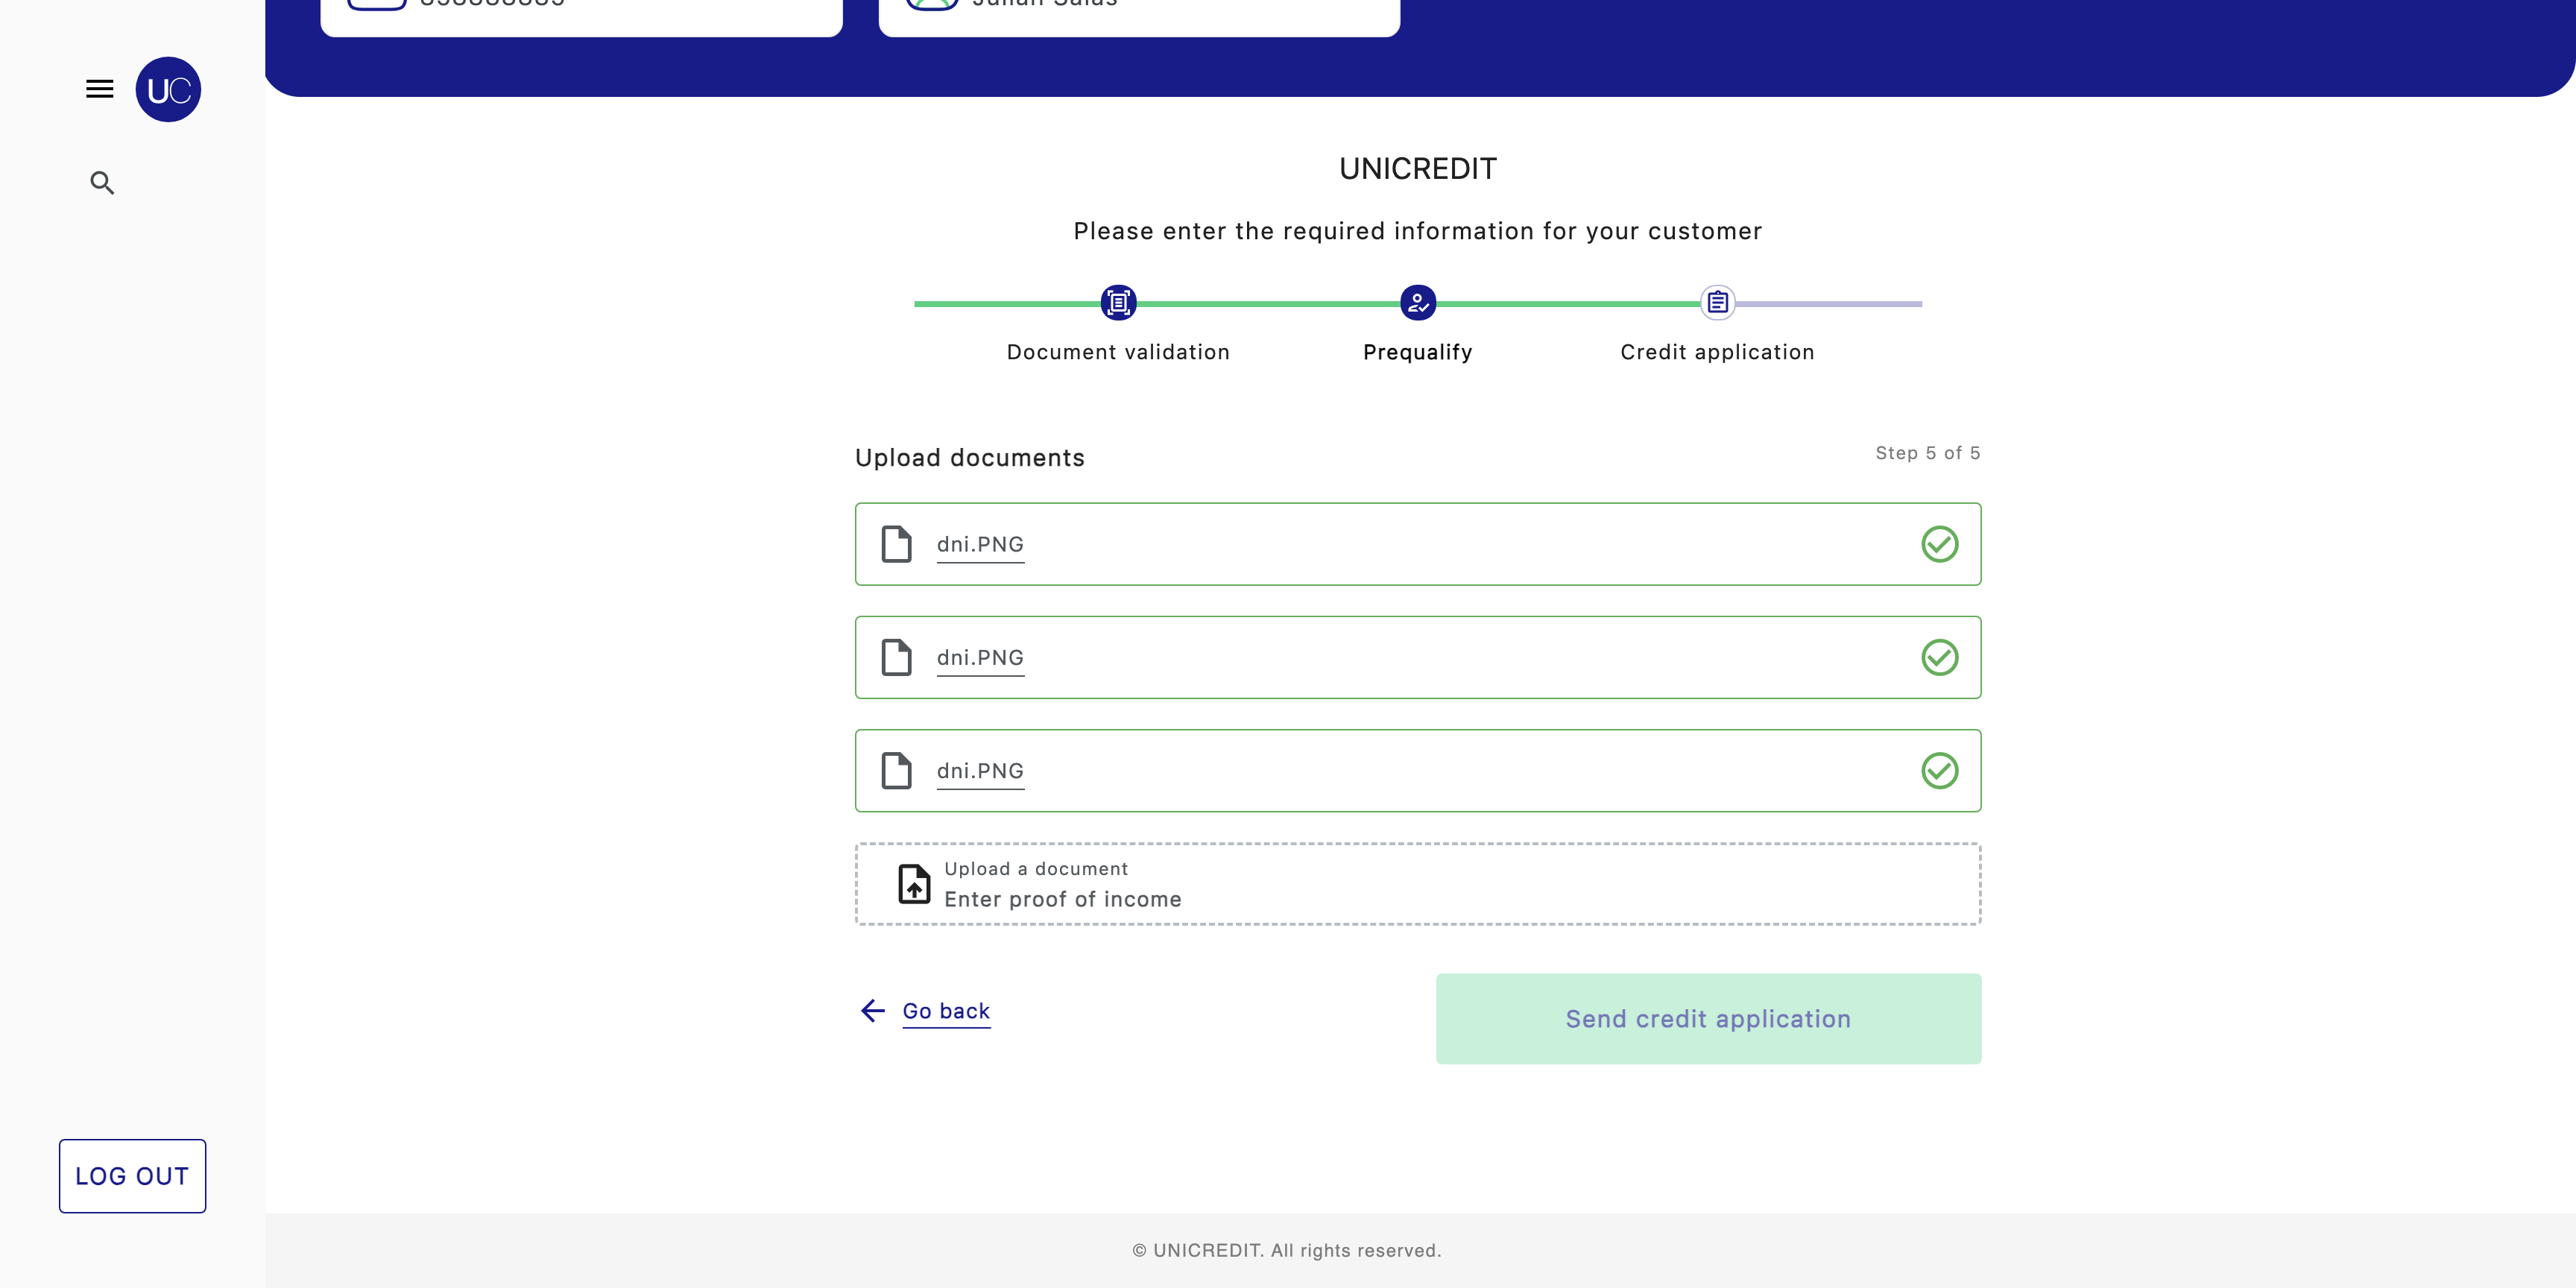 UC
UNICREDIT
Please enter the required information for your customer
Document validation
Prequalify
Credit application
Upload documents
Step 5 of 5
dni.PNG
dni.PNG
dni.PNG
Upload a document
Enter proof of income
Go back
Send credit application
LOG OUT
© UNICREDIT. All rights reserved.